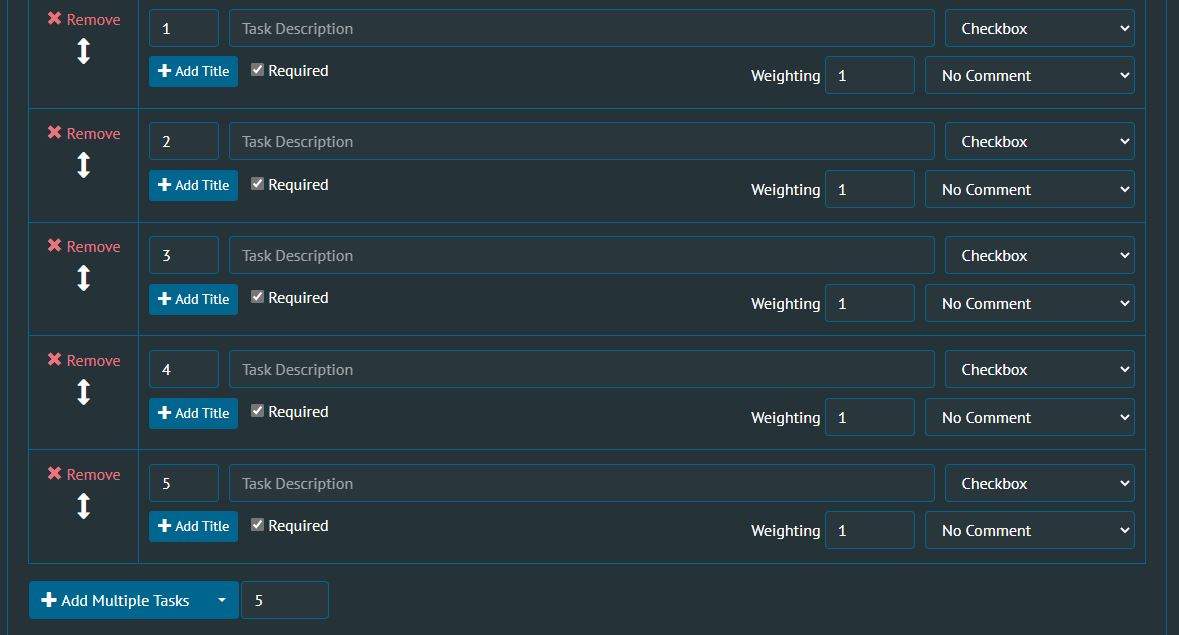 Remove 1 Task Description Checkbox
Add Title Required Weighting 1 No Comment
Remove 2 Task Description Checkbox
Add Title Required Weighting 1 No Comment
Remove 3 Task Description Checkbox
Add Title Required Weighting 1 No Comment
Remove 4 Task Description Checkbox
Add Title Required Weighting 1 No Comment
Remove 5 Task Description Checkbox
Add Title Required Weighting 1 No Comment
Add Multiple Tasks 5